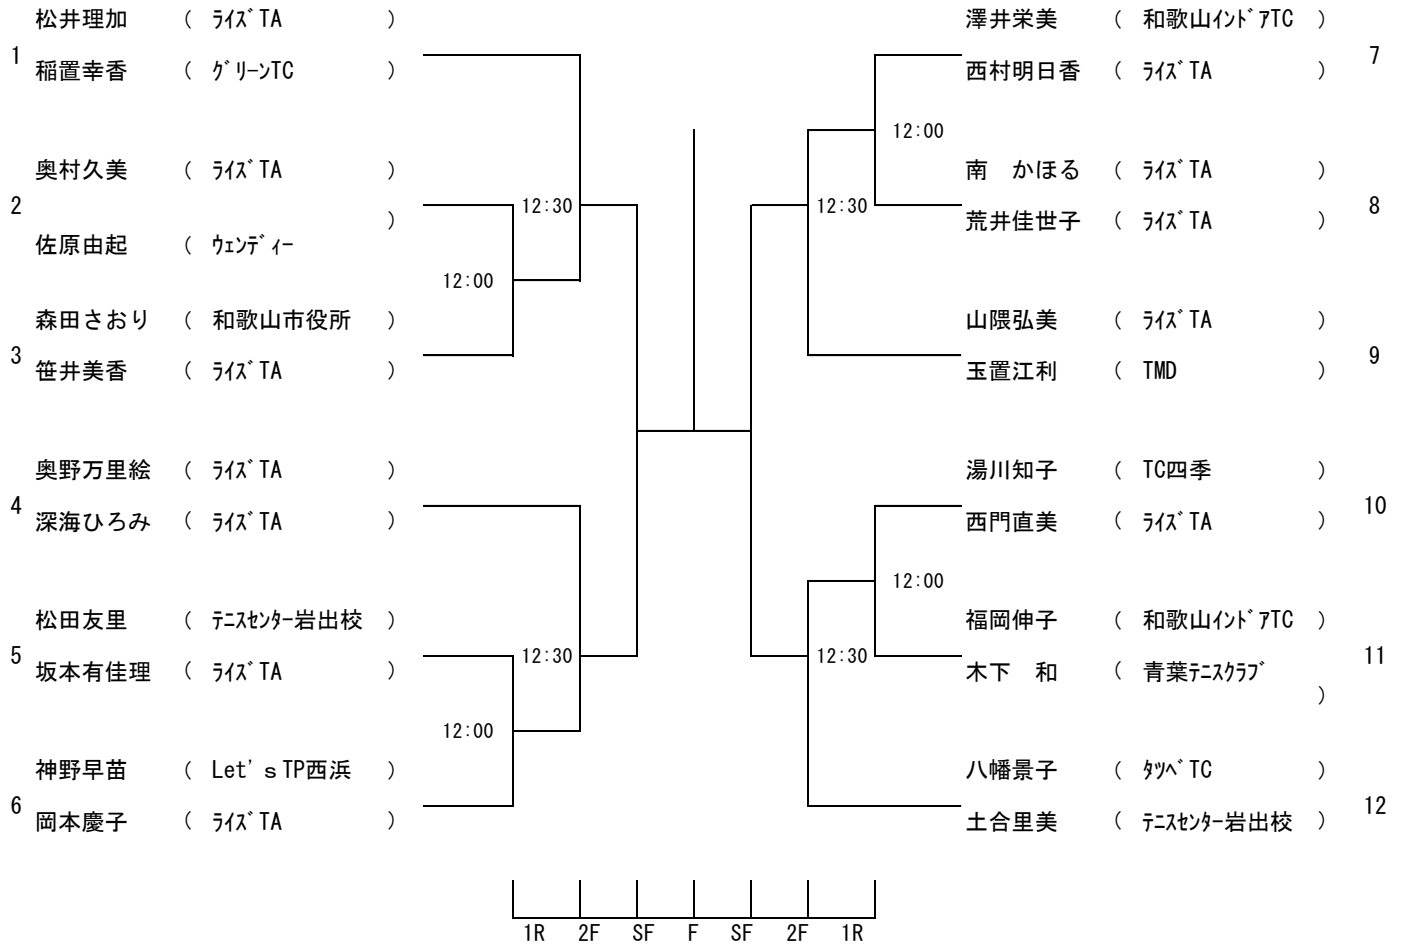 松井理加 ( ﾗｲｽﾞTA )
1
稲置幸香 ( ｸﾞﾘｰﾝTC )
奥村久美 ( ﾗｲｽﾞTA )
2
佐原由起 ( ｳｪﾝﾃﾞｨｰ )
12:30
12:00
森田さおり ( 和歌山市役所 )
3
笹井美香 ( ﾗｲｽﾞTA )
奥野万里絵 ( ﾗｲｽﾞTA )
4
深海ひろみ ( ﾗｲｽﾞTA )
松田友里 ( ﾃﾆｽｾﾝﾀｰ岩出校 )
5
坂本有佳理 ( ﾗｲｽﾞTA )
12:30
12:00
神野早苗 ( Let'ｓTP西浜 )
6
岡本慶子 ( ﾗｲｽﾞTA )
澤井栄美 ( 和歌山ｲﾝﾄﾞｱTC )
7
西村明日香 ( ﾗｲｽﾞTA )
12:00
南　かほる ( ﾗｲｽﾞTA )
12:30
8
荒井佳世子 ( ﾗｲｽﾞTA )
山隈弘美 ( ﾗｲｽﾞTA )
9
玉置江利 ( TMD )
湯川知子 ( TC四季 )
10
西門直美 ( ﾗｲｽﾞTA )
12:00
福岡伸子 ( 和歌山ｲﾝﾄﾞｱTC )
12:30
11
木下　和 ( 青葉ﾃﾆｽｸﾗﾌﾞ )
八幡景子 ( ﾀﾂﾍﾞTC )
12
土合里美 ( ﾃﾆｽｾﾝﾀｰ岩出校 )
1R 2F SF F SF 2F 1R